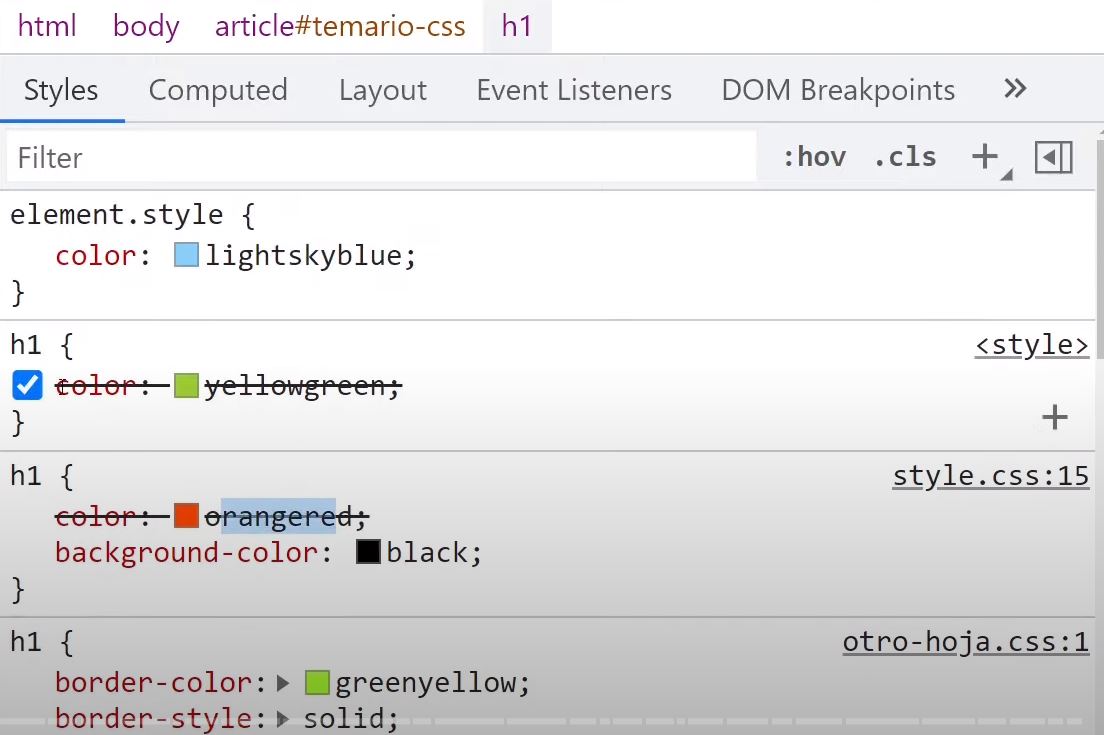 html body article#temario-css h1
Styles Computed Layout Event Listeners DOM Breakpoints »
Filter :hov .cls +
element.style {
color: lightskyblue;
}
h1 { <style>
color: yellowgreen;
} +
h1 { style.css:15
color: orangered;
background-color: black;
}
h1 { otro-hoja.css:1
border-color: greenyellow;
border-style: solid;